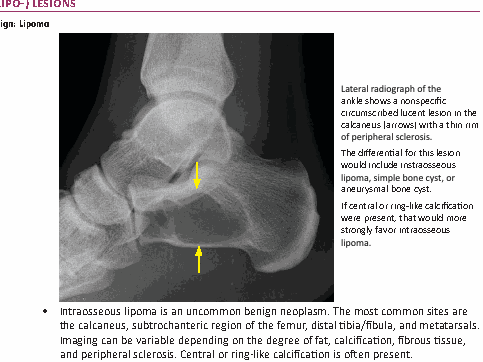 LIPO-) LESIONS
ign: Lipoma
Lateral radiograph of the
ankle shows a nonspecific
circumscribed lucent lesion in the
calcaneus (arrows) with a thin rim
of peripheral sclerosis.
The differential for this lesion
would include instraosseous
lipoma, simple bone cyst, or
aneurysmal bone cyst.
If central or ring-like calcification
were present, that would more
strongly favor intraosseous
lipoma.
• Intraosseous lipoma is an uncommon benign neoplasm. The most common sites are
the calcaneus, subtrochanteric region of the femur, distal tibia/fibula, and metatarsals.
Imaging can be variable depending on the degree of fat, calcification, fibrous tissue,
and peripheral sclerosis. Central or ring-like calcification is often present.